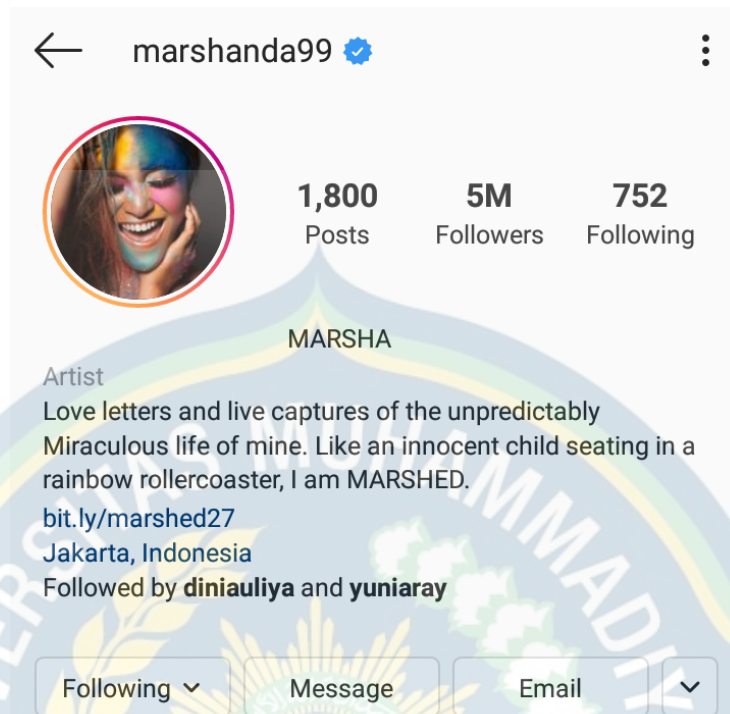 marshanda99
1,800 5M 752
Posts Followers Following
MARSHA
Artist
Love letters and live captures of the unpredictably
Miraculous life of mine. Like an innocent child seating in a
rainbow rollercoaster, I am MARSHED.
bit.ly/marshed27
Jakarta, Indonesia
Followed by diniauliya and yuniaray
Following Message Email
ERSITAS MUHAMMADIY